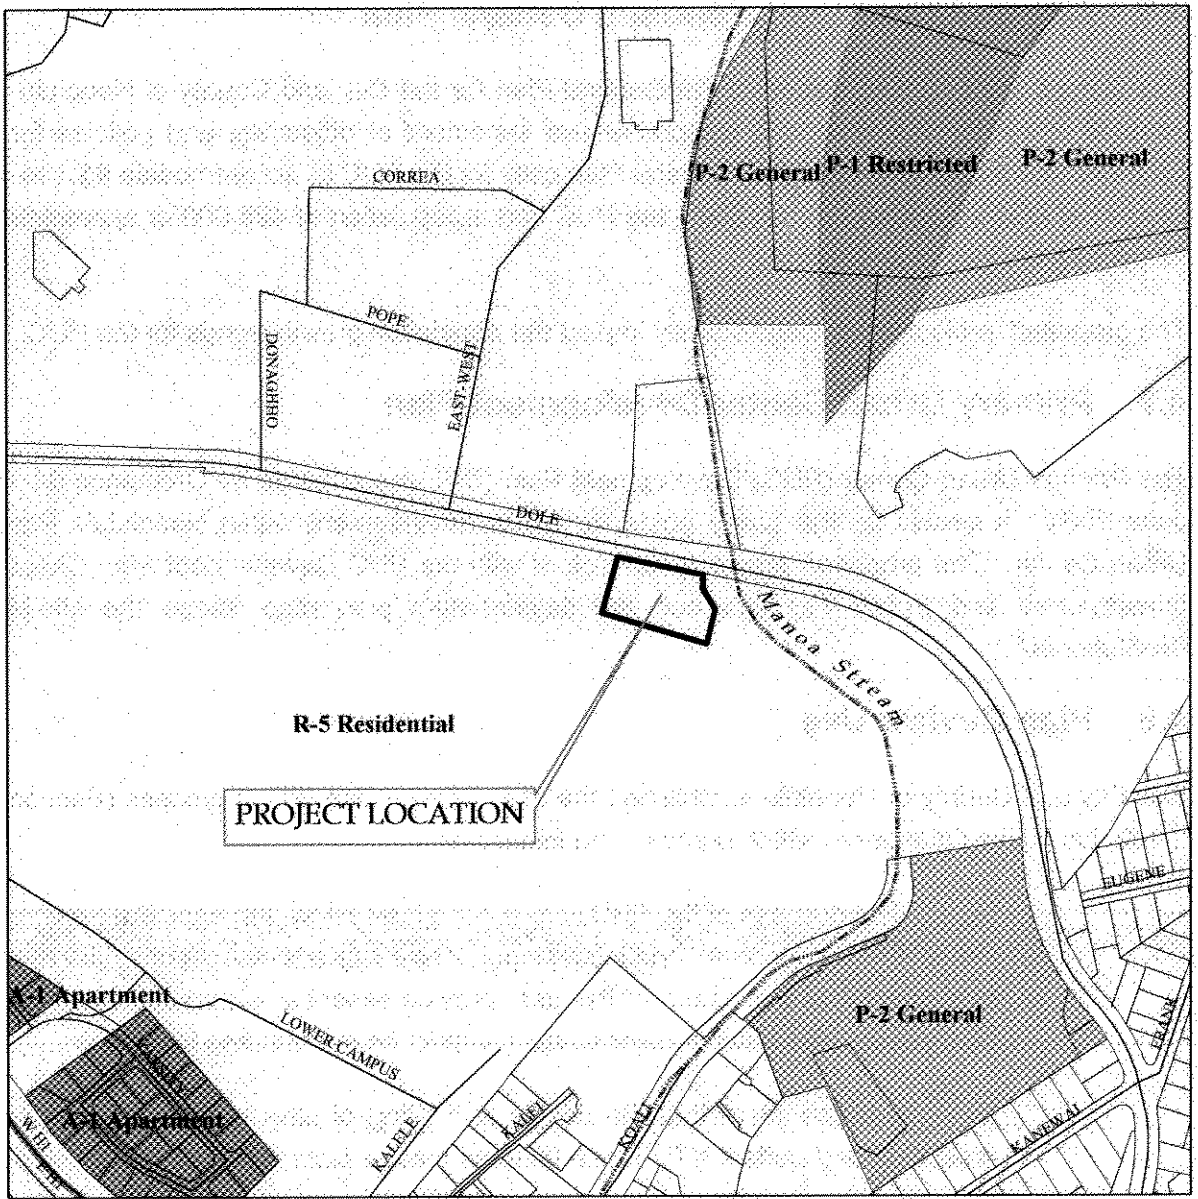 P-2 General
P-1 Restricted
P-2 General
CORREA
POPE
DONAGHHO
EAST-WEST
DOLE
Manoa Stream
R-5 Residential
PROJECT LOCATION
EUGENE
A-1 Apartment
P-2 General
FRANK
LOWER CAMPUS
A-1 Apartment
KALELE
KALEI
KOALI
KANEWAI